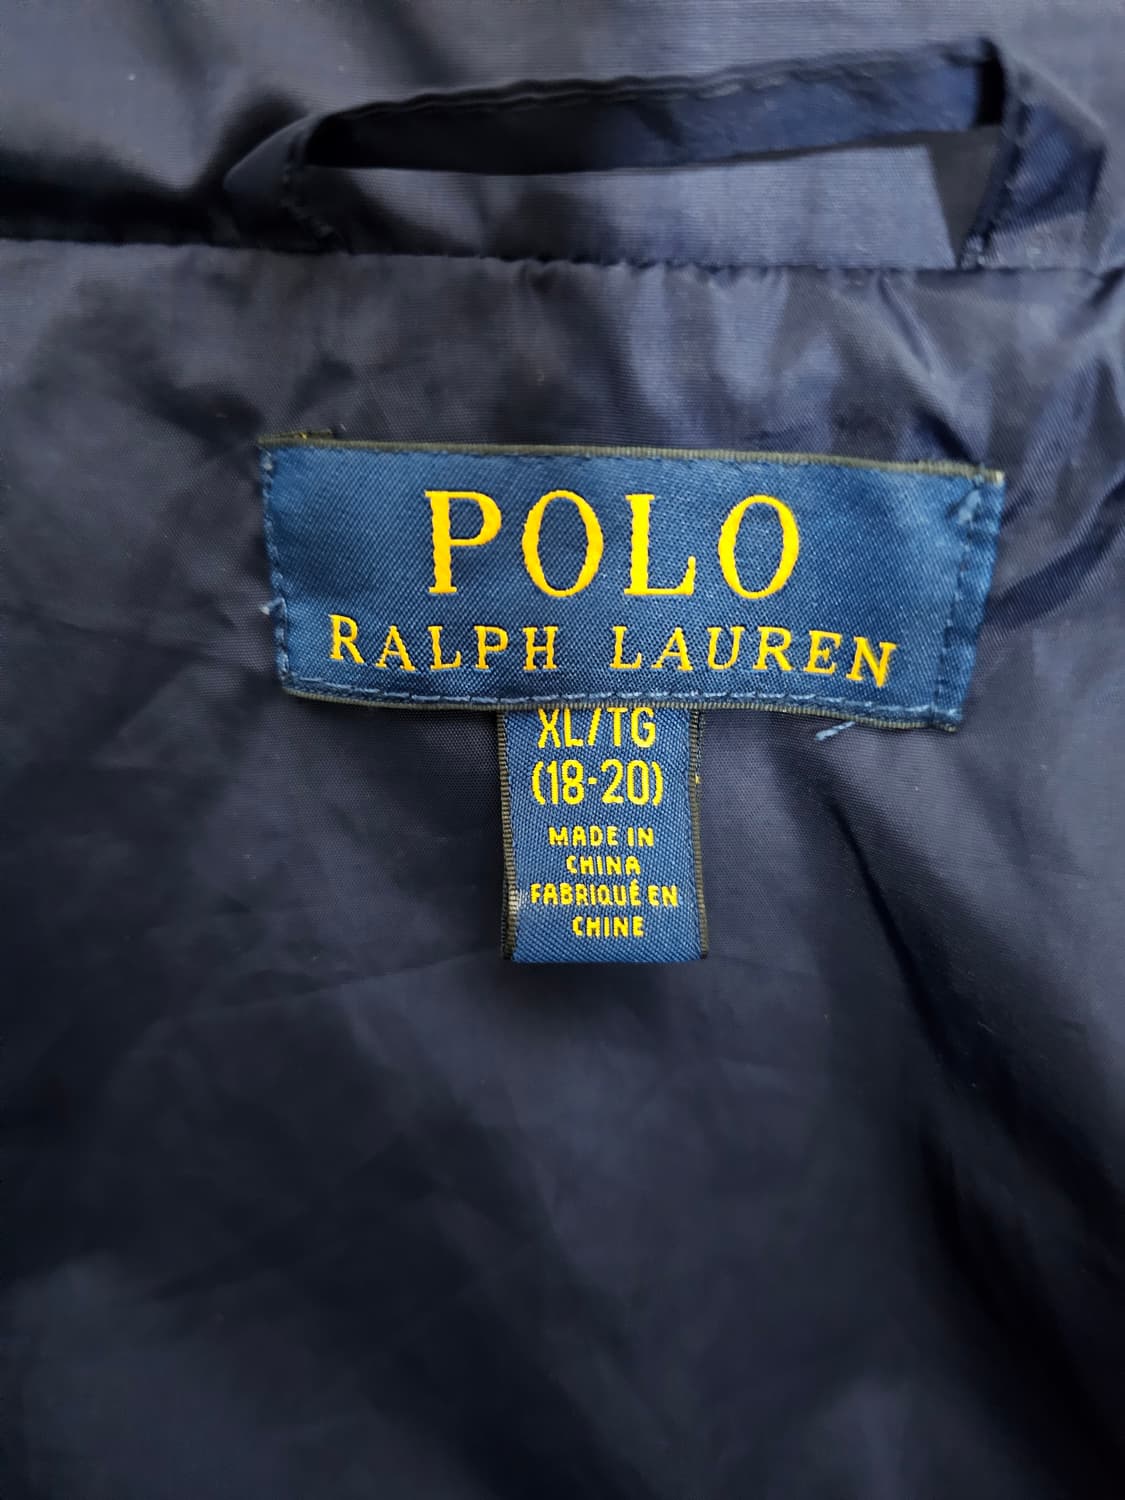 POLO
RALPH LAUREN
XL/TG
(18-20)
MADE IN
CHINA
FABRIQUÉ EN
CHINE